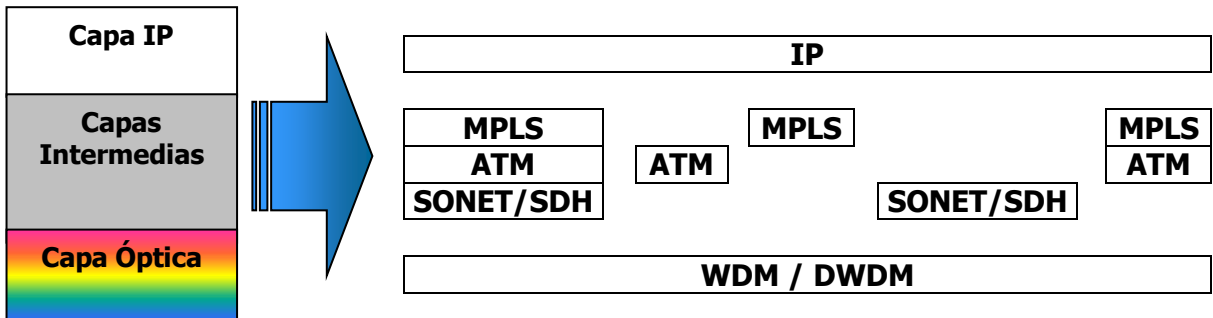 Capa IP
Capas
Intermedias
Capa Óptica
IP
MPLS
ATM
SONET/SDH
ATM
MPLS
SONET/SDH
MPLS
ATM
WDM / DWDM